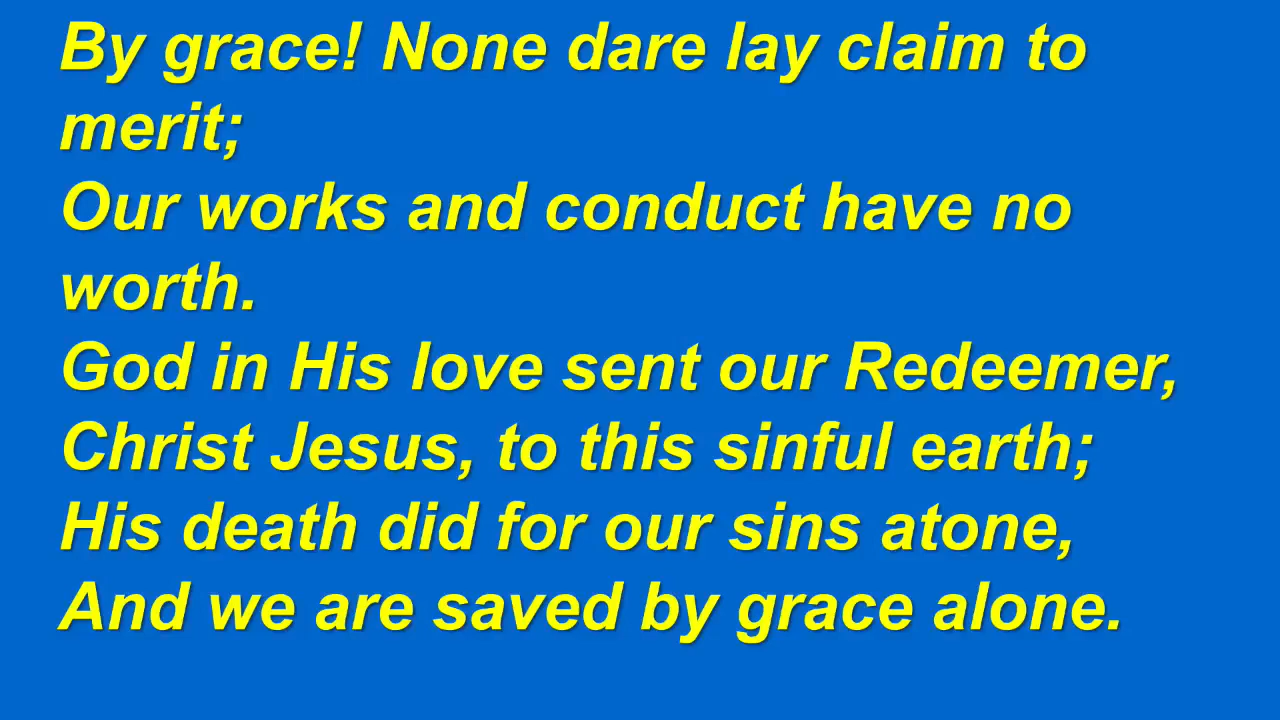 By grace! None dare lay claim to
merit;
Our works and conduct have no
worth.
God in His love sent our Redeemer,
Christ Jesus, to this sinful earth;
His death did for our sins atone,
And we are saved by grace alone.